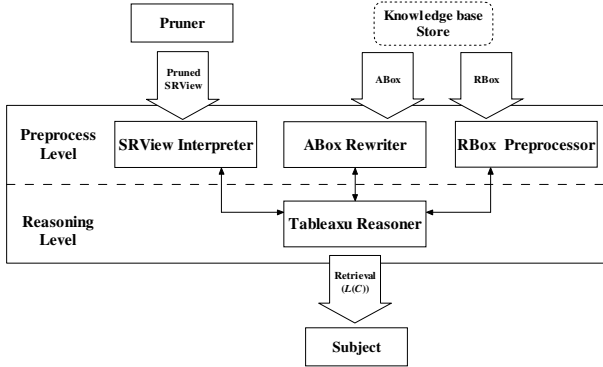 Pruner
Knowledge base
Store
Pruned
SRView
ABox
RBox
Preprocess
Level
SRView Interpreter
ABox Rewriter
RBox Preprocessor
Reasoning
Level
Tableaxu Reasoner
Retrieval
(L(C))
Subject